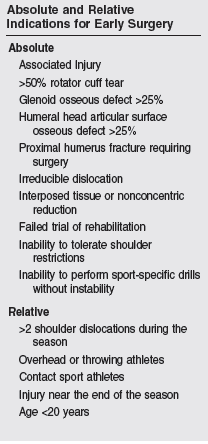 Absolute and Relative
Indications for Early Surgery
Absolute
Associated Injury
>50% rotator cuff tear
Glenoid osseous defect >25%
Humeral head articular surface
osseous defect >25%
Proximal humerus fracture requiring
surgery
Irreducible dislocation
Interposed tissue or nonconcentric
reduction
Failed trial of rehabilitation
Inability to tolerate shoulder
restrictions
Inability to perform sport-specific drills
without instability
Relative
>2 shoulder dislocations during the
season
Overhead or throwing athletes
Contact sport athletes
Injury near the end of the season
Age <20 years